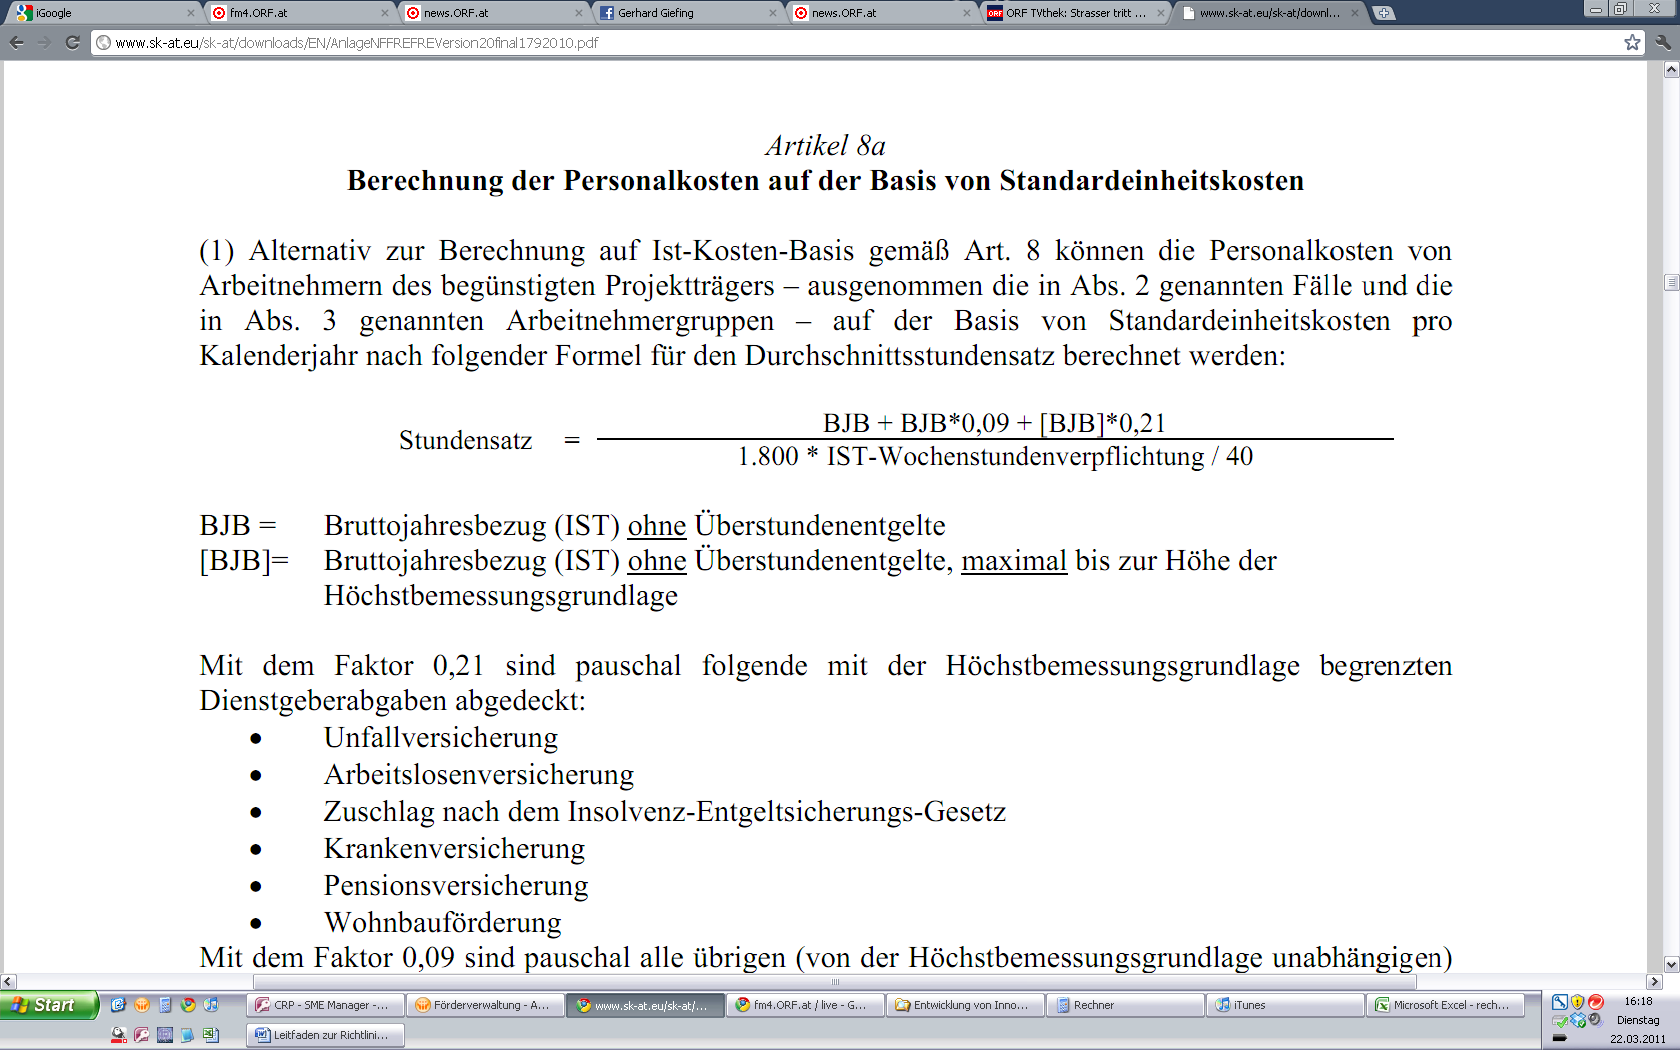 iGoogle
fm4.ORF.at
news.ORF.at
Gerhard Giefing
news.ORF.at
ORF TVthek: Strasser tritt ...
www.sk-at.eu/sk-at/downl...
www.sk-at.eu/sk-at/downloads/EN/AnlageNFFREFREVersion20final1792010.pdf
Artikel 8a
Berechnung der Personalkosten auf der Basis von Standardeinheitskosten
(1) Alternativ zur Berechnung auf Ist-Kosten-Basis gemäß Art. 8 können die Personalkosten von
Arbeitnehmern des begünstigten Projektträgers – ausgenommen die in Abs. 2 genannten Fälle und die
in Abs. 3 genannten Arbeitnehmergruppen – auf der Basis von Standardeinheitskosten pro
Kalenderjahr nach folgender Formel für den Durchschnittsstundensatz berechnet werden:
BJB + BJB*0,09 + [BJB]*0,21
Stundensatz =
1.800 * IST-Wochenstundenverpflichtung / 40
BJB = Bruttojahresbezug (IST) ohne Überstundenentgelte
[BJB]= Bruttojahresbezug (IST) ohne Überstundenentgelte, maximal bis zur Höhe der
Höchstbemessungsgrundlage
Mit dem Faktor 0,21 sind pauschal folgende mit der Höchstbemessungsgrundlage begrenzten
Dienstgeberabgaben abgedeckt:
• Unfallversicherung
• Arbeitslosenversicherung
• Zuschlag nach dem Insolvenz-Entgeltsicherungs-Gesetz
• Krankenversicherung
• Pensionsversicherung
• Wohnbauförderung
Mit dem Faktor 0,09 sind pauschal alle übrigen (von der Höchstbemessungsgrundlage unabhängigen)
Start
CRP - SME Manager -...
Förderverwaltung - A...
www.sk-at.eu/sk-at/...
fm4.ORF.at / live - G...
Entwicklung von Inno...
Rechner
iTunes
Microsoft Excel - rech...
Leitfaden zur Richtlini...
16:18
Dienstag
22.03.2011